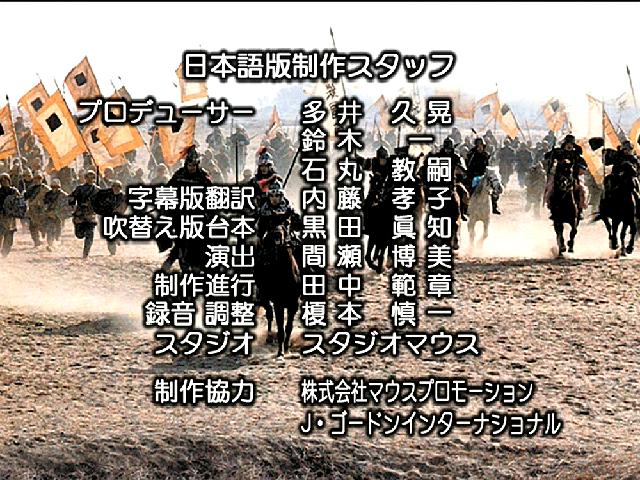 日本語版制作スタッフ
プロデューサー 多井 久晃
鈴木 一
石丸 教嗣
字幕版翻訳 内藤 孝子
吹替え版台本 黒田 眞知
演出 間瀬 博美
制作進行 田中 範章
録音 調整 榎本 慎一
スタジオ スタジオマウス
制作協力 株式会社マウスプロモーション
J・ゴードンインターナショナル